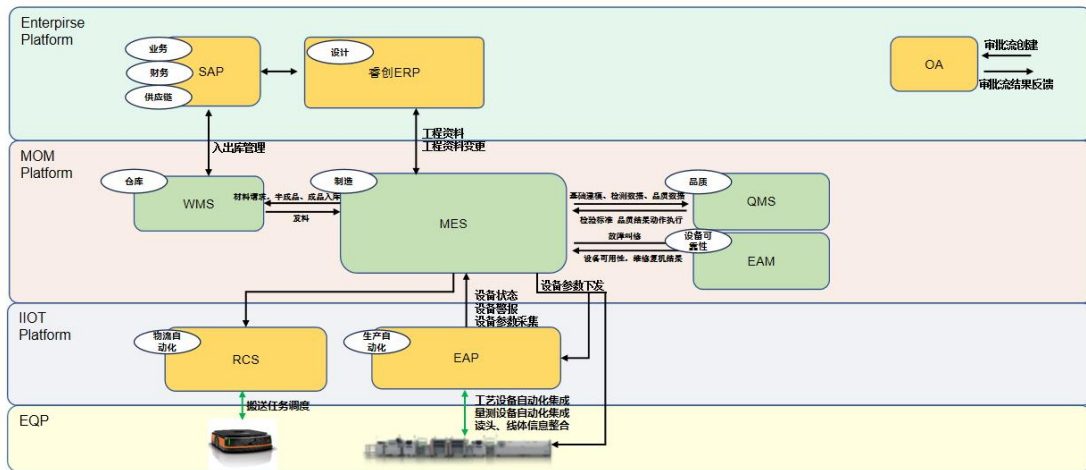 Enterpirse
Platform
业务
财务
供应链
SAP
设计
睿创ERP
OA
审批流创建
审批流结果反馈
入出库管理
工程资料
工程资料变更
MOM
Platform
仓库
WMS
材料请求、半成品、成品入库
发料
制造
MES
基础建模、检测数据、品质数据
检验标准 品质结果动作执行
品质
QMS
故障叫修
设备可用性、维修复机结果
设备可
靠性
EAM
设备状态
设备警报
设备参数采集
设备参数下发
IIOT
Platform
物流自
动化
RCS
生产自
动化
EAP
搬送任务调度
工艺设备自动化集成
量测设备自动化集成
读头、线体信息整合
EQP